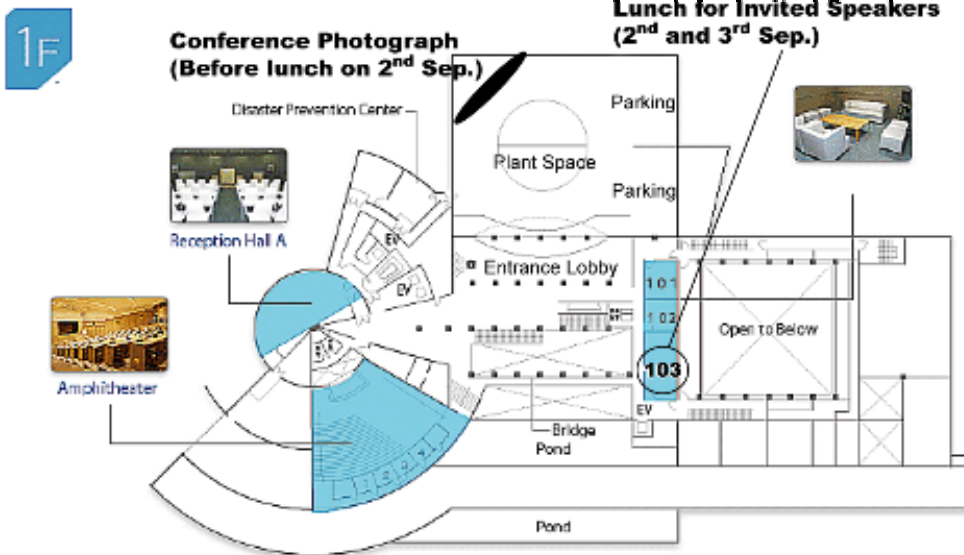 1F
Conference Photograph
(Before lunch on 2nd Sep.)
Lunch for Invited Speakers
(2nd and 3rd Sep.)
Disaster Prevention Center
Parking
Plant Space
Parking
Reception Hall A
EV
EV
Entrance Lobby
101
102
Open to Below
103
Amphitheater
EV
Bridge
Pond
Pond